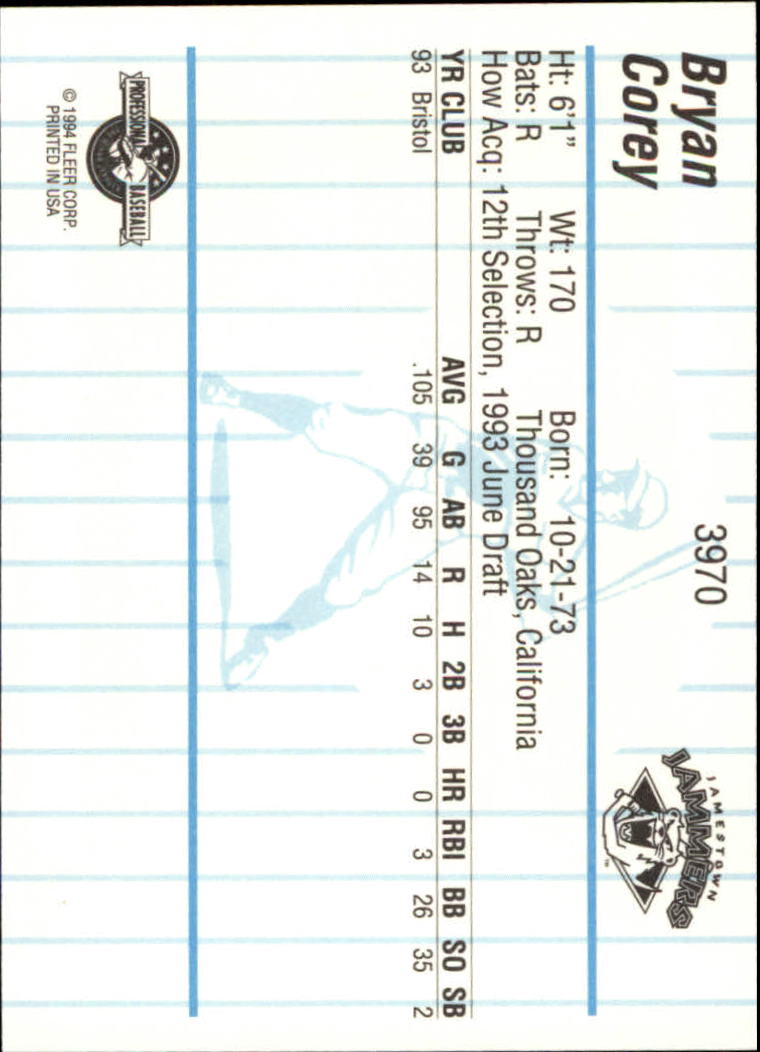 Bryan
Corey
3970
JAMESTOWN
JAMMERS
TM
Ht: 6'1" Wt: 170 Born: 10-21-73
Bats: R Throws: R Thousand Oaks, California
How Acq: 12th Selection, 1993 June Draft
YR CLUB AVG G AB R H 2B 3B HR RBI BB SO SB
93 Bristol .105 39 95 14 10 3 0 0 3 26 35 2
PROFESSIONAL BASEBALL
© 1994 FLEER CORP.
PRINTED IN USA